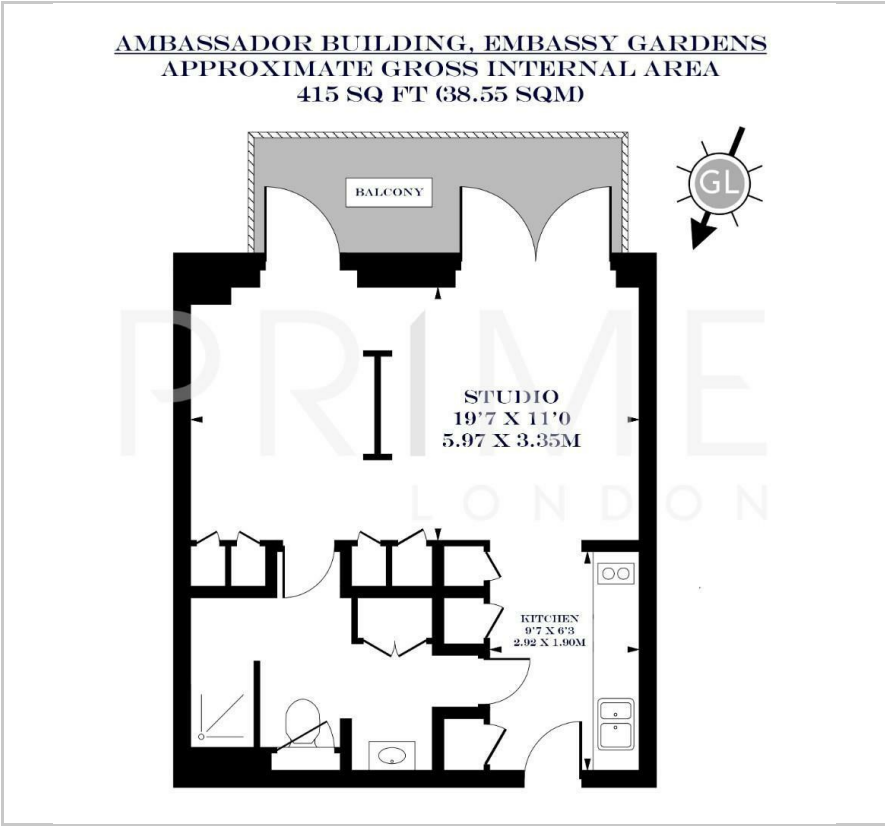 AMBASSADOR BUILDING, EMBASSY GARDENS
APPROXIMATE GROSS INTERNAL AREA
415 SQ FT (38.55 SQM)
BALCONY
GL
PRIME
LONDON
STUDIO
19'7 X 11'0
5.97 X 3.35M
KITCHEN
9'7 X 6'3
2.92 X 1.90M